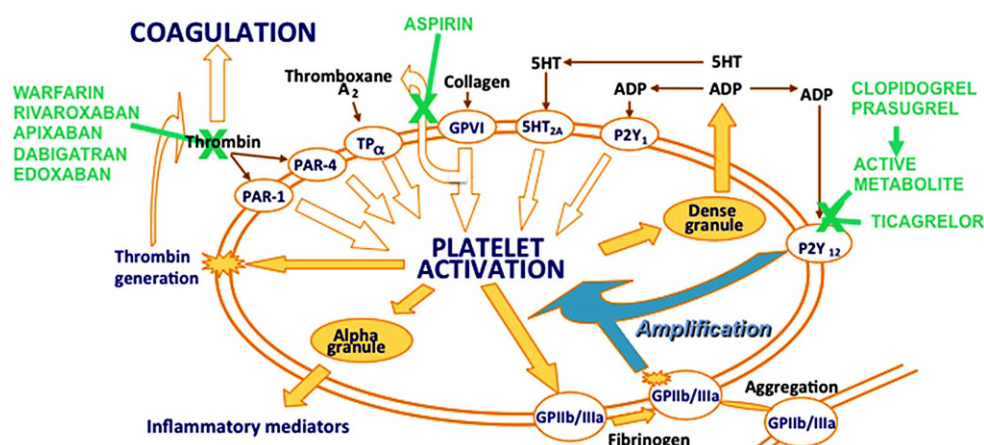 COAGULATION
ASPIRIN
Thromboxane
A2
Collagen
5HT
5HT
ADP
ADP
ADP
CLOPIDOGREL
PRASUGREL
WARFARIN
RIVAROXABAN
APIXABAN
DABIGATRAN
EDOXABAN
Thrombin
TPα
GPVI
5HT2A
P2Y1
PAR-4
PAR-1
ACTIVE
METABOLITE
TICAGRELOR
Dense
granule
P2Y12
PLATELET
ACTIVATION
Thrombin
generation
Amplification
Alpha
granule
Inflammatory mediators
GPIIb/IIIa
GPIIb/IIIa
Aggregation
GPIIb/IIIa
Fibrinogen